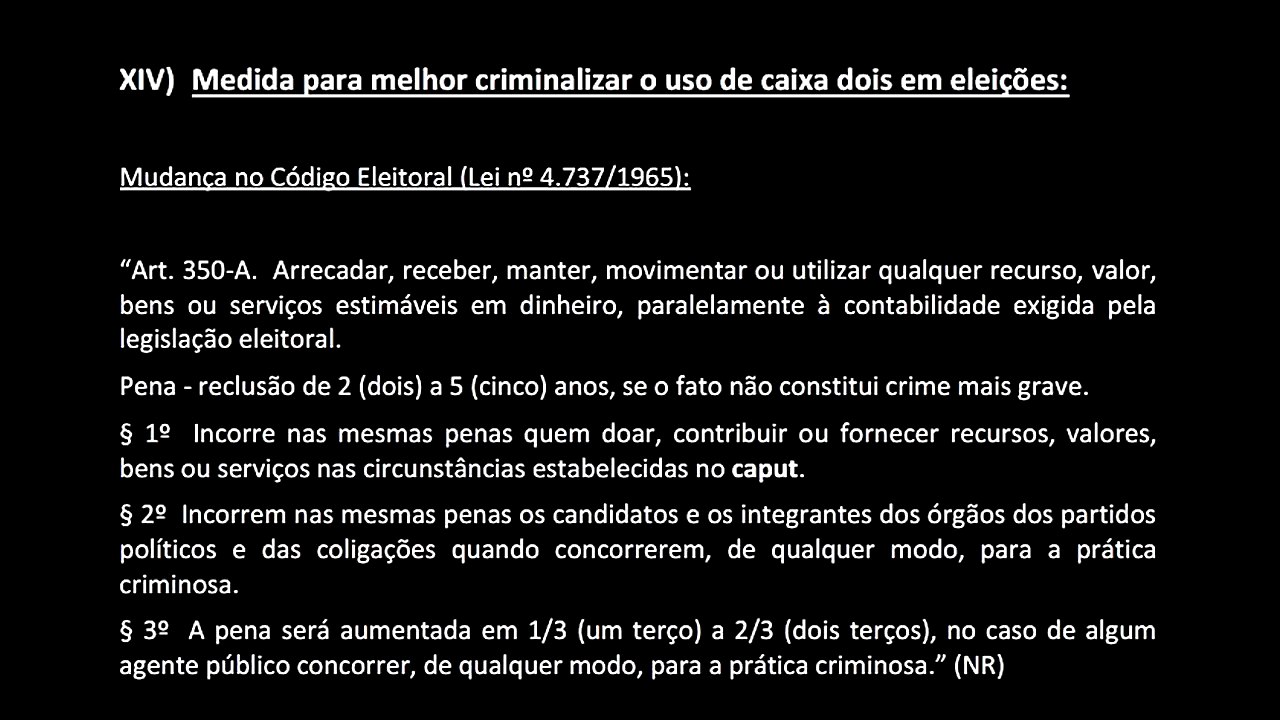 XIV) Medida para melhor criminalizar o uso de caixa dois em eleições:
Mudança no Código Eleitoral (Lei nº 4.737/1965):
“Art. 350-A. Arrecadar, receber, manter, movimentar ou utilizar qualquer recurso, valor,
bens ou serviços estimáveis em dinheiro, paralelamente à contabilidade exigida pela
legislação eleitoral.
Pena - reclusão de 2 (dois) a 5 (cinco) anos, se o fato não constitui crime mais grave.
§ 1º Incorre nas mesmas penas quem doar, contribuir ou fornecer recursos, valores,
bens ou serviços nas circunstâncias estabelecidas no caput.
§ 2º Incorrem nas mesmas penas os candidatos e os integrantes dos órgãos dos partidos
políticos e das coligações quando concorrerem, de qualquer modo, para a prática
criminosa.
§ 3º A pena será aumentada em 1/3 (um terço) a 2/3 (dois terços), no caso de algum
agente público concorrer, de qualquer modo, para a prática criminosa.” (NR)